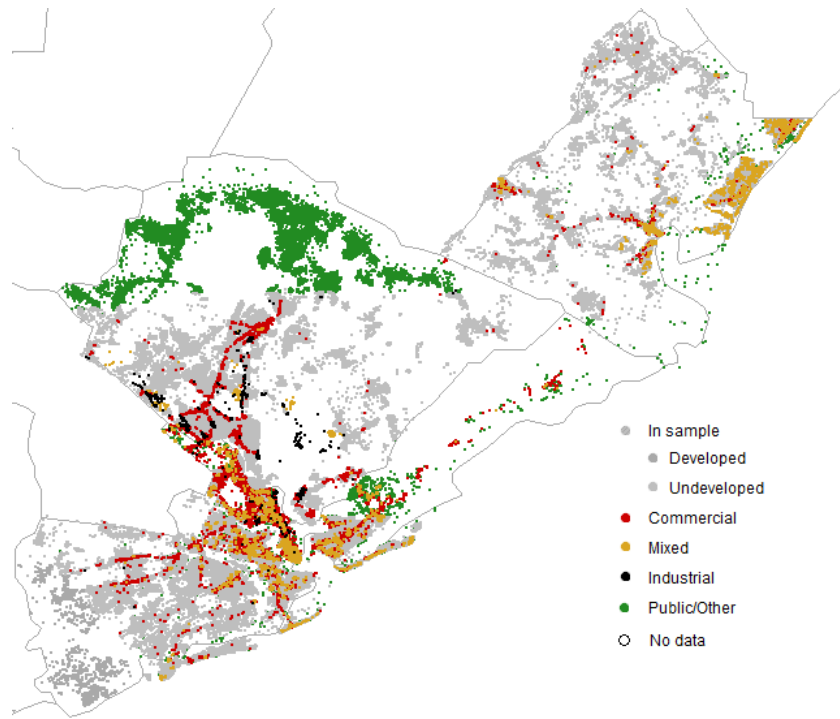 In sample
Developed
Undeveloped
Commercial
Mixed
Industrial
Public/Other
No data